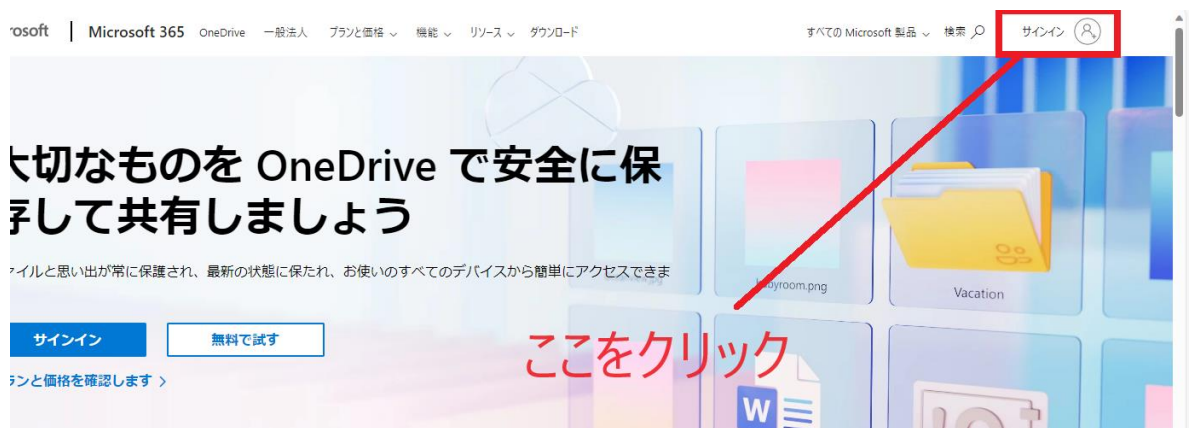 rosoft | Microsoft 365 OneDrive 一般法人 プランと価格 機能 リソース ダウンロード すべての Microsoft 製品 検索 サインイン
大切なものを OneDrive で安全に保
存して共有しましょう
ァイルと思い出が常に保護され、最新の状態に保たれ、お使いのすべてのデバイスから簡単にアクセスできま
byroom.png
Vacation
サインイン 無料で試す
ここをクリック
ランと価格を確認します >
W